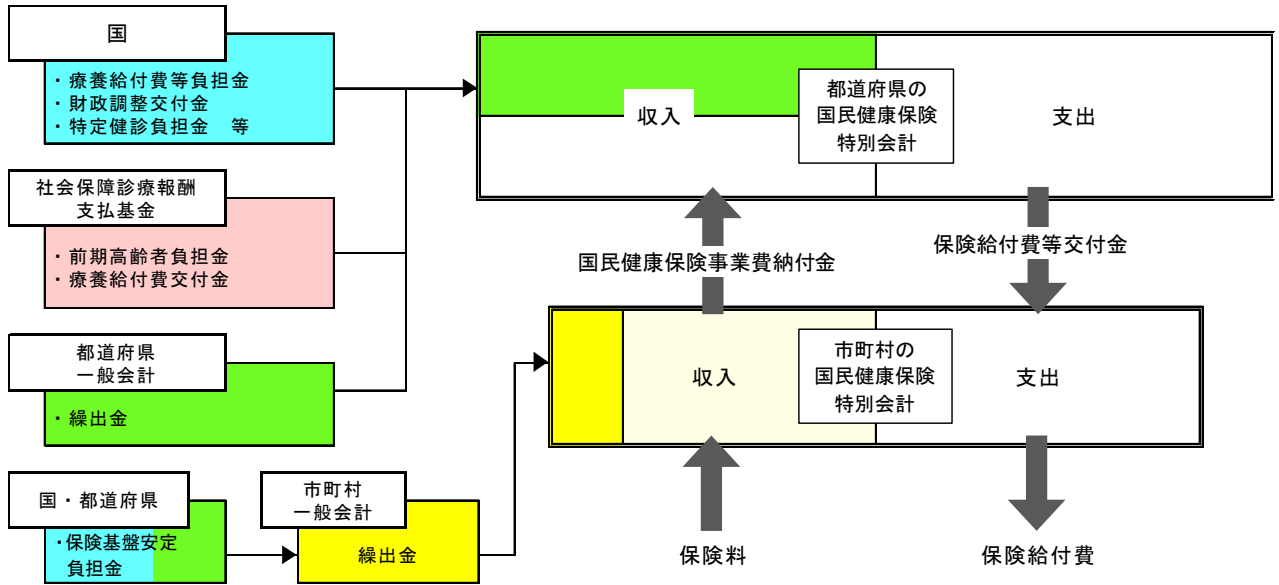 国
・療養給付費等負担金
・財政調整交付金
・特定健診負担金　等
社会保障診療報酬
支払基金
・前期高齢者負担金
・療養給付費交付金
都道府県
一般会計
・繰出金
国・都道府県
・保険基盤安定
負担金
市町村
一般会計
繰出金
収入
都道府県の
国民健康保険
特別会計
支出
国民健康保険事業費納付金
保険給付費等交付金
収入
市町村の
国民健康保険
特別会計
支出
保険料
保険給付費